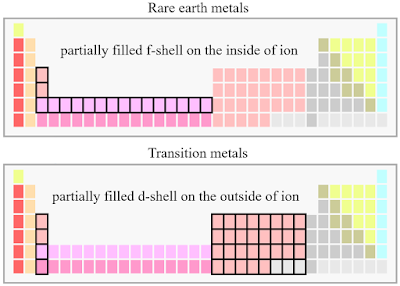 Rare earth metals
partially filled f-shell on the inside of ion
Transition metals
partially filled d-shell on the outside of ion